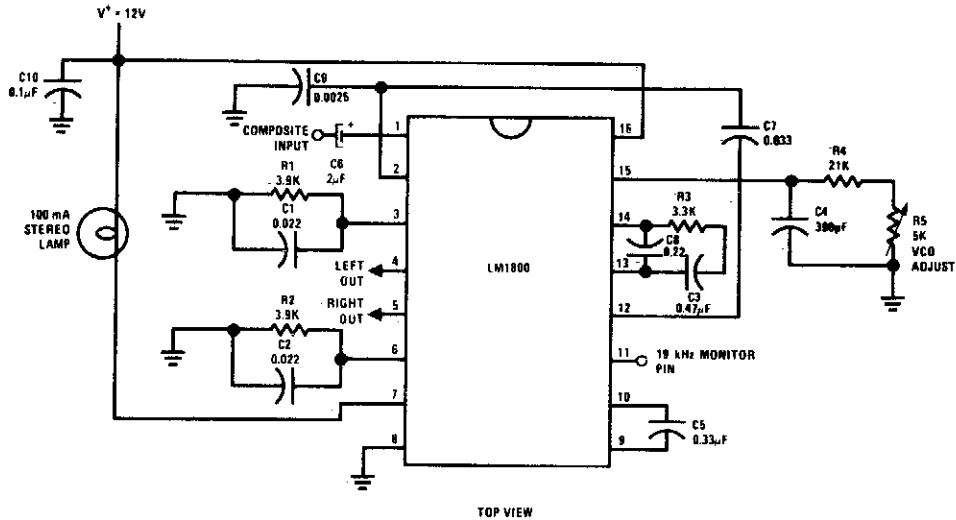 V+ = 12V
C10
0.1μF
C9
0.0025
COMPOSITE
INPUT
+
C6
2μF
R1
3.9K
C1
0.022
100 mA
STEREO
LAMP
LEFT
OUT
RIGHT
OUT
R2
3.9K
C2
0.022
1
2
3
4
5
6
7
8
LM1800
16
15
14
13
12
11
10
9
R3
3.3K
C8
0.22
C3
0.47μF
19 kHz MONITOR
PIN
C5
0.33μF
C7
0.033
R4
21K
C4
390pF
R5
5K
VCO
ADJUST
TOP VIEW